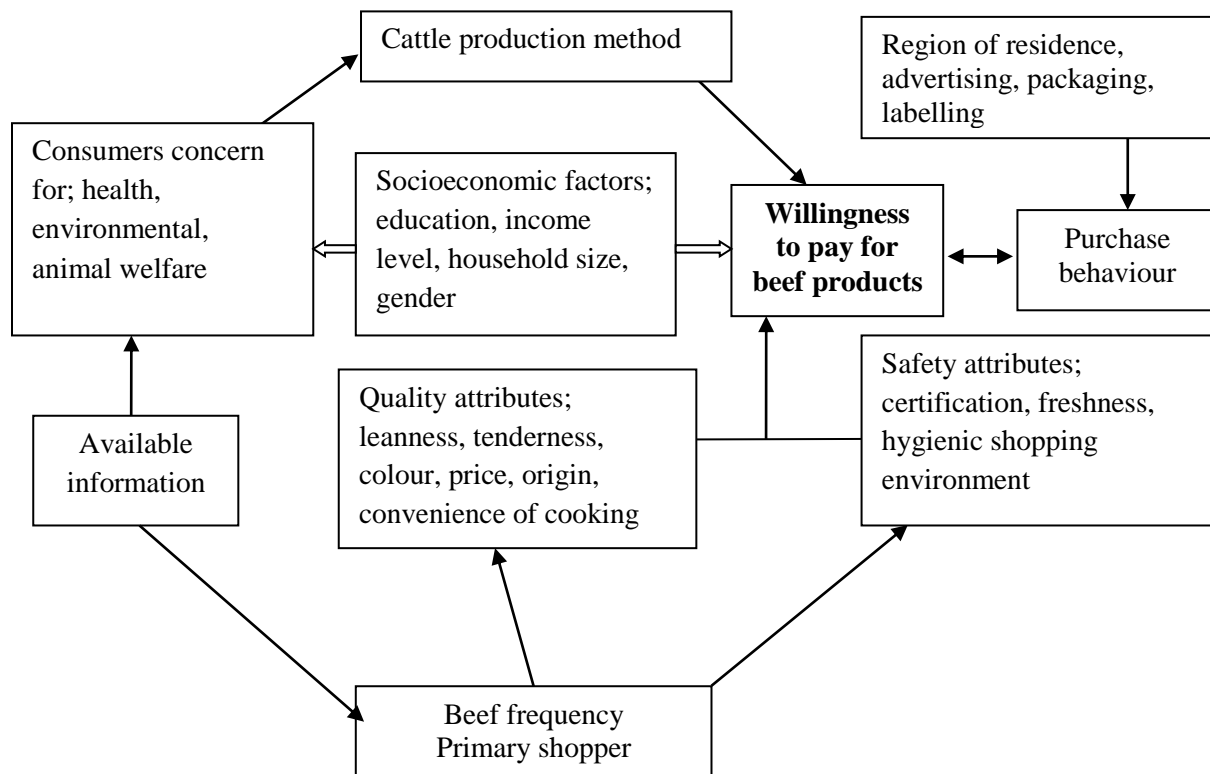 Cattle production method
Region of residence,
advertising, packaging,
labelling
Consumers concern
for; health,
environmental,
animal welfare
Socioeconomic factors;
education, income
level, household size,
gender
Willingness
to pay for
beef products
Purchase
behaviour
Available
information
Quality attributes;
leanness, tenderness,
colour, price, origin,
convenience of cooking
Safety attributes;
certification, freshness,
hygienic shopping
environment
Beef frequency
Primary shopper